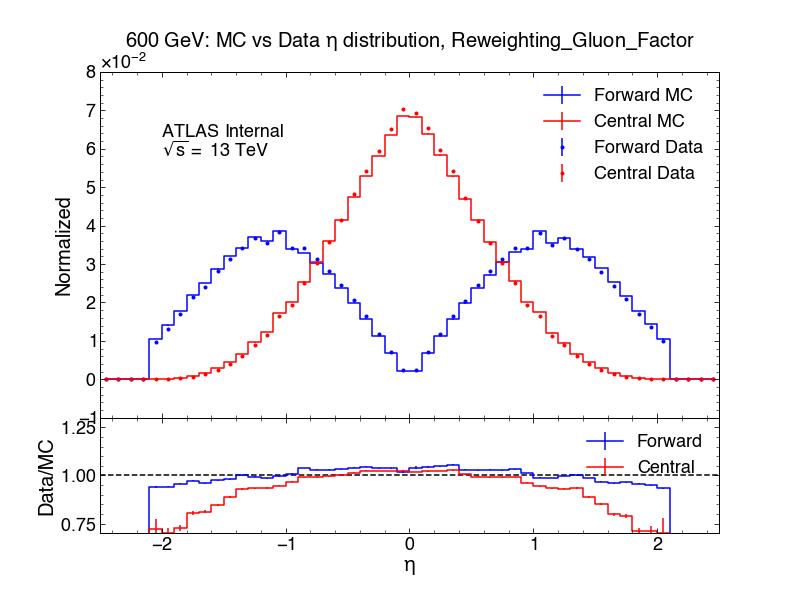 600 GeV: MC vs Data η distribution, Reweighting_Gluon_Factor
×10⁻²
8
7
6
5
4
3
2
1
0
−1
Normalized
ATLAS Internal
√s = 13 TeV
Forward MC
Central MC
Forward Data
Central Data
1.25
1.00
0.75
Data/MC
Forward
Central
−2
−1
0
1
2
η